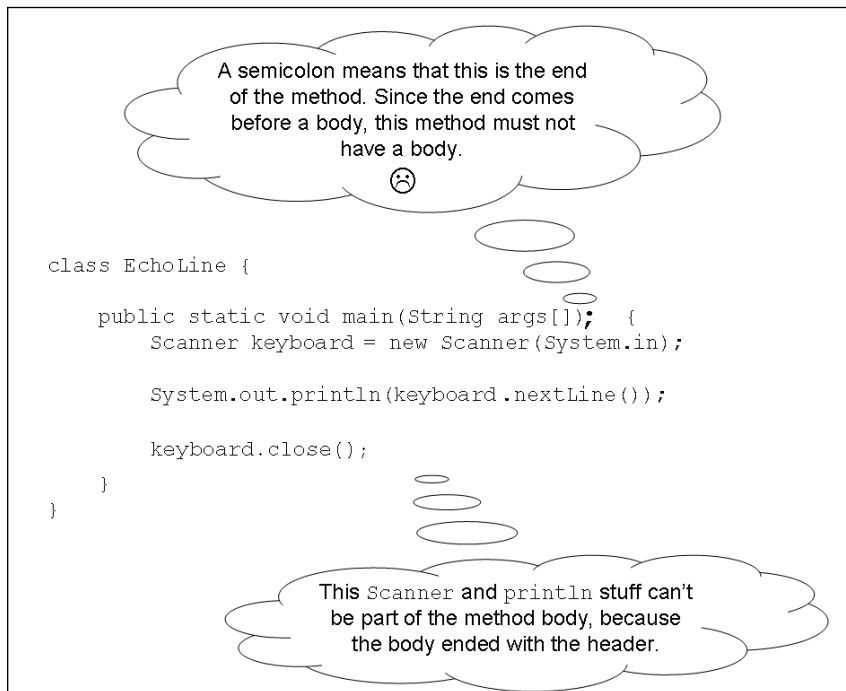 A semicolon means that this is the end
of the method. Since the end comes
before a body, this method must not
have a body.
☹
class EchoLine {
public static void main(String args[]); {
Scanner keyboard = new Scanner(System.in);
System.out.println(keyboard.nextLine());
keyboard.close();
}
}
This Scanner and println stuff can't
be part of the method body, because
the body ended with the header.